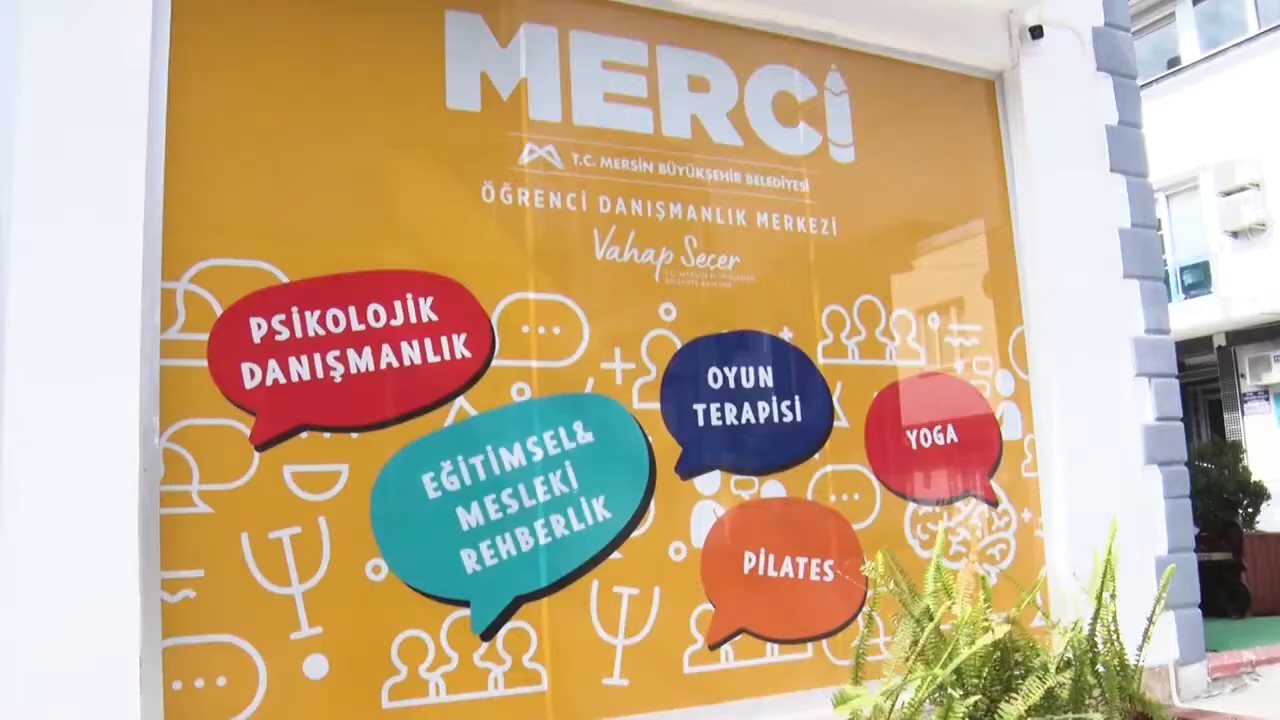 MERCİ
T.C. MERSİN BÜYÜKŞEHİR BELEDİYESİ
ÖĞRENCİ DANIŞMANLIK MERKEZİ
Vahap Seçer
PSİKOLOJİK
DANIŞMANLIK
EĞİTİMSEL&
MESLEKİ
REHBERLİK
OYUN
TERAPİSİ
YOGA
PİLATES